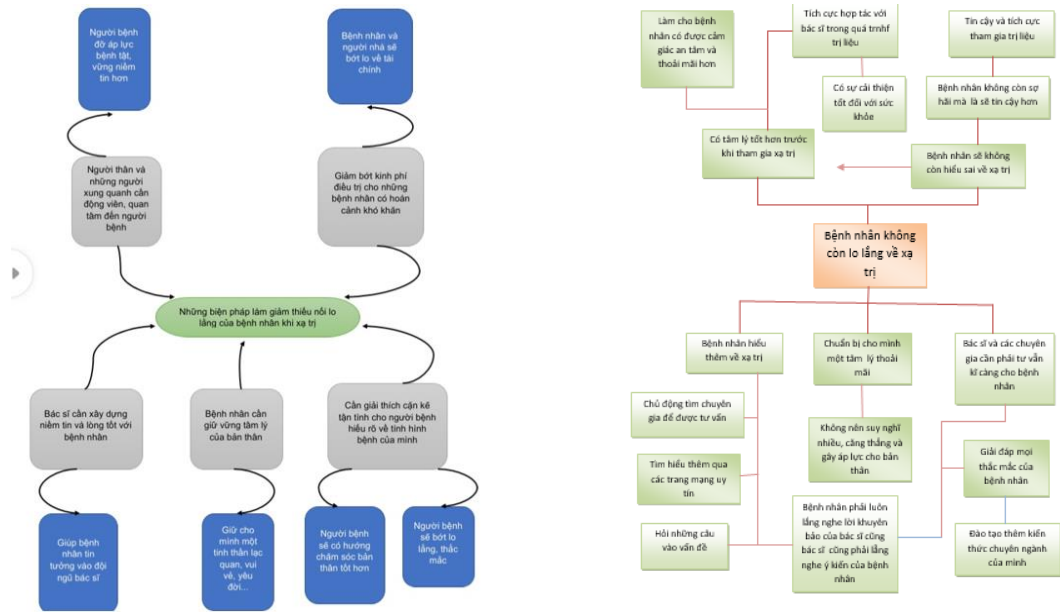 Người bệnh
đỡ áp lực
bệnh tật,
vững niềm
tin hơn
Bệnh nhân và
người nhà sẽ
bớt lo về tài
chính
Người thân và
những người
xung quanh cần
động viên, quan
tâm đến người
bệnh
Giảm bớt kinh phí
điều trị cho những
bệnh nhân có hoàn
cảnh khó khăn
Những biện pháp làm giảm thiểu nỗi lo
lắng của bệnh nhân khi xạ trị
Bác sĩ cần xây dựng
niềm tin và lòng tốt với
bệnh nhân
Bệnh nhân cần
giữ vững tâm lý
của bản thân
Cần giải thích cặn kẽ
tận tình cho người bệnh
hiểu rõ về tình hình
bệnh của mình
Giúp bệnh
nhân tin
tưởng vào đội
ngũ bác sĩ
Giữ cho
mình một
tinh thần lạc
quan, vui
vẻ, yêu
đời...
Người bệnh
sẽ có hướng
chăm sóc bản
thân tốt hơn
Người bệnh
sẽ bớt lo
lắng, thắc
mắc
Làm cho bệnh
nhân có được cảm
giác an tâm và
thoải mái hơn
Tích cực hợp tác với
bác sĩ trong quá trnhf
trị liệu
Tin cậy và tích cực
tham gia trị liệu
Có sự cải thiện
tốt đối với sức
khỏe
Bệnh nhân không còn sợ
hãi mà là sẽ tin cậy hơn
Có tâm lý tốt hơn trước
khi tham gia xạ trị
Bệnh nhân sẽ không
còn hiểu sai về xạ trị
Bệnh nhân không
còn lo lắng về xạ
trị
Bệnh nhân hiểu
thêm về xạ trị
Chuẩn bị cho mình
một tâm lý thoải
mái
Bác sĩ và các chuyên
gia cần phải tư vấn
kĩ càng cho bệnh
nhân
Chủ động tìm chuyên
gia để được tư vấn
Không nên suy nghĩ
nhiều, căng thẳng và
gây áp lực cho bản
thân
Giải đáp mọi
thắc mắc của
bệnh nhân
Tìm hiểu thêm qua
các trang mạng uy
tín
Hỏi những câu
vào vấn đề
Bệnh nhân phải luôn
lắng nghe lời khuyên
bảo của bác sĩ cũng
bác sĩ cũng phải lắng
nghe ý kiến của bệnh
nhân
Đào tạo thêm kiến
thức chuyên ngành
của mình